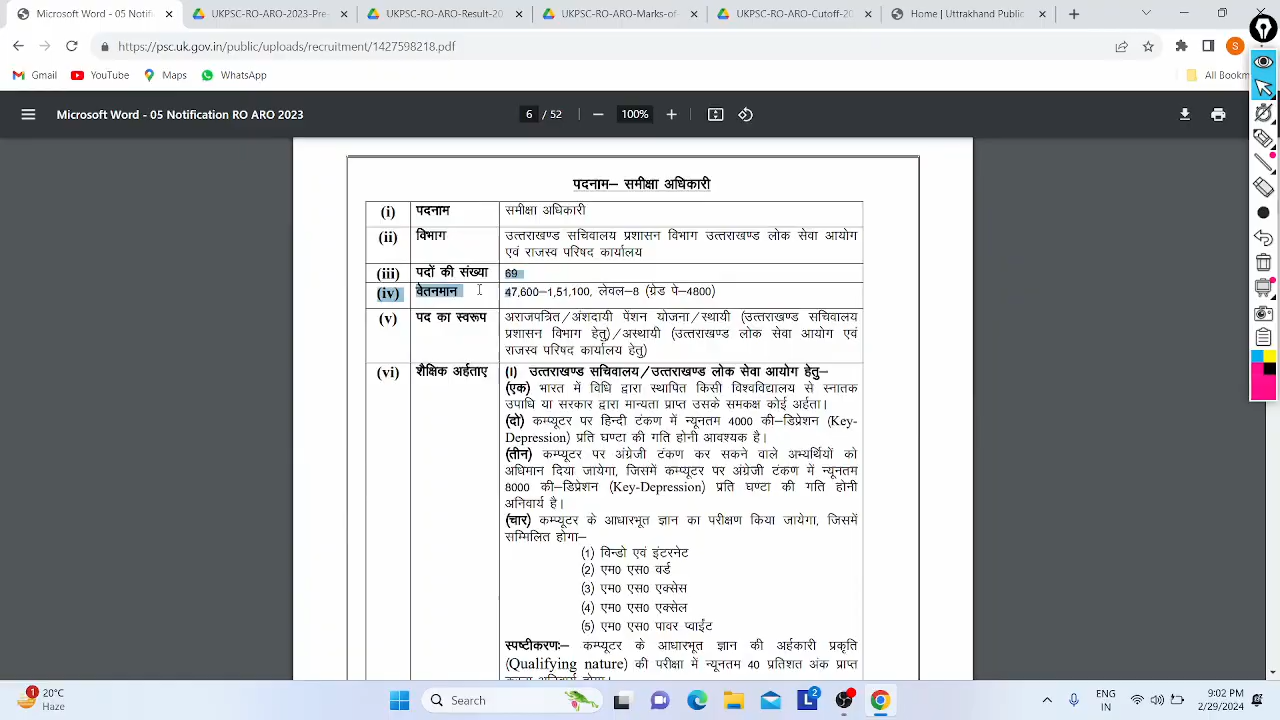 Microsoft Word - 05 Notificatio
UKPSC-RO-ARO-2023-Pre-
UKPSC-RO-ARO-Result-20
UKPSC-RO-ARO-Marks-of-
UKPSC-RO-ARO-Cutoff-20
Home | Uttrakhand Public
https://psc.uk.gov.in/public/uploads/recruitment/1427598218.pdf
S
Gmail
YouTube
Maps
WhatsApp
All Bookm
Microsoft Word - 05 Notification RO ARO 2023
6 / 52
100%
पदनाम– समीक्षा अधिकारी
(i) पदनाम समीक्षा अधिकारी
(ii) विभाग उत्तराखण्ड सचिवालय प्रशासन विभाग उत्तराखण्ड लोक सेवा आयोग
एवं राजस्व परिषद कार्यालय
(iii) पदों की संख्या 69
(iv) वेतनमान 47,600–1,51,100, लेवल–8 (ग्रेड पे–4800)
(v) पद का स्वरूप अराजपत्रित/अंशदायी पेंशन योजना/स्थायी (उत्तराखण्ड सचिवालय
प्रशासन विभाग हेतु)/अस्थायी (उत्तराखण्ड लोक सेवा आयोग एवं
राजस्व परिषद कार्यालय हेतु)
(vi) शैक्षिक अर्हताए (I) उत्तराखण्ड सचिवालय/उत्तराखण्ड लोक सेवा आयोग हेतु–
(एक) भारत में विधि द्वारा स्थापित किसी विश्वविद्यालय से स्नातक
उपाधि या सरकार द्वारा मान्यता प्राप्त उसके समकक्ष कोई अर्हता।
(दो) कम्प्यूटर पर हिन्दी टंकण में न्यूनतम 4000 की–डिप्रेशन (Key-
Depression) प्रति घण्टा की गति होनी आवश्यक है।
(तीन) कम्प्यूटर पर अंग्रेजी टंकण कर सकने वाले अभ्यर्थियों को
अधिमान दिया जायेगा, जिसमें कम्प्यूटर पर अंग्रेजी टंकण में न्यूनतम
8000 की–डिप्रेशन (Key-Depression) प्रति घण्टा की गति होनी
अनिवार्य है।
(चार) कम्प्यूटर के आधारभूत ज्ञान का परीक्षण किया जायेगा, जिसमें
सम्मिलित होगा–
(1) विन्डो एवं इंटरनेट
(2) एम0 एस0 वर्ड
(3) एम0 एस0 एक्सेस
(4) एम0 एस0 एक्सेल
(5) एम0 एस0 पावर प्वाईंट
स्पष्टीकरणः– कम्प्यूटर के आधारभूत ज्ञान की अर्हकारी प्रकृति
(Qualifying nature) की परीक्षा में न्यूनतम 40 प्रतिशत अंक प्राप्त
1
20°C
Haze
Search
L 2
ENG
IN
9:02 PM
2/29/2024